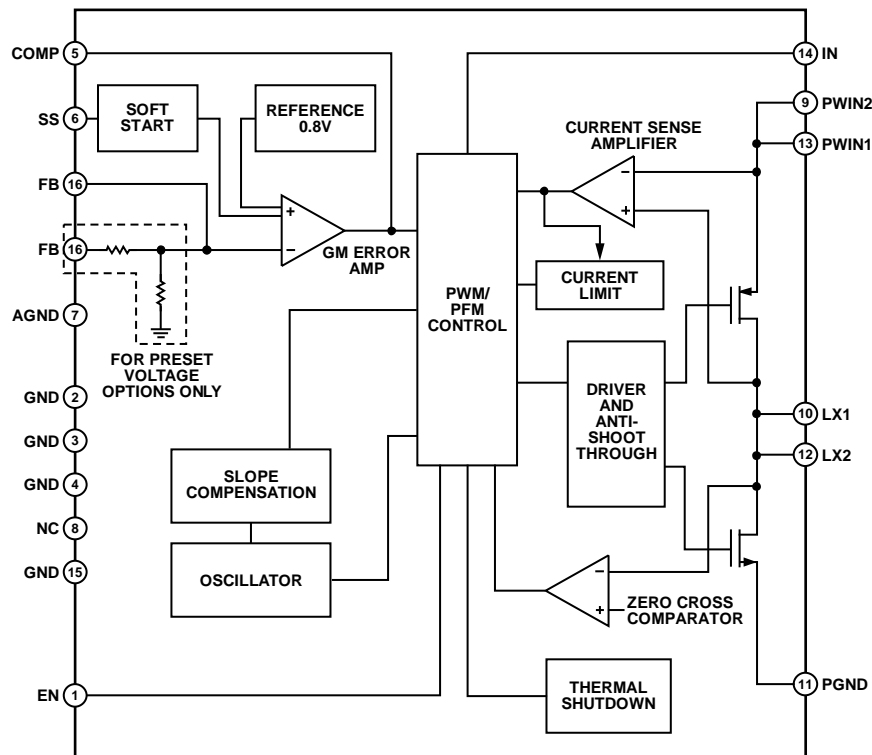 COMP 5
SS 6
SOFT
START
REFERENCE
0.8V
FB 16
FB 16
+
−
GM ERROR
AMP
AGND 7
FOR PRESET
VOLTAGE
OPTIONS ONLY
GND 2
GND 3
GND 4
NC 8
GND 15
EN 1
SLOPE
COMPENSATION
OSCILLATOR
PWM/
PFM
CONTROL
CURRENT SENSE
AMPLIFIER
−
+
CURRENT
LIMIT
DRIVER
AND
ANTI-
SHOOT
THROUGH
−
+
ZERO CROSS
COMPARATOR
THERMAL
SHUTDOWN
14 IN
9 PWIN2
13 PWIN1
10 LX1
12 LX2
11 PGND